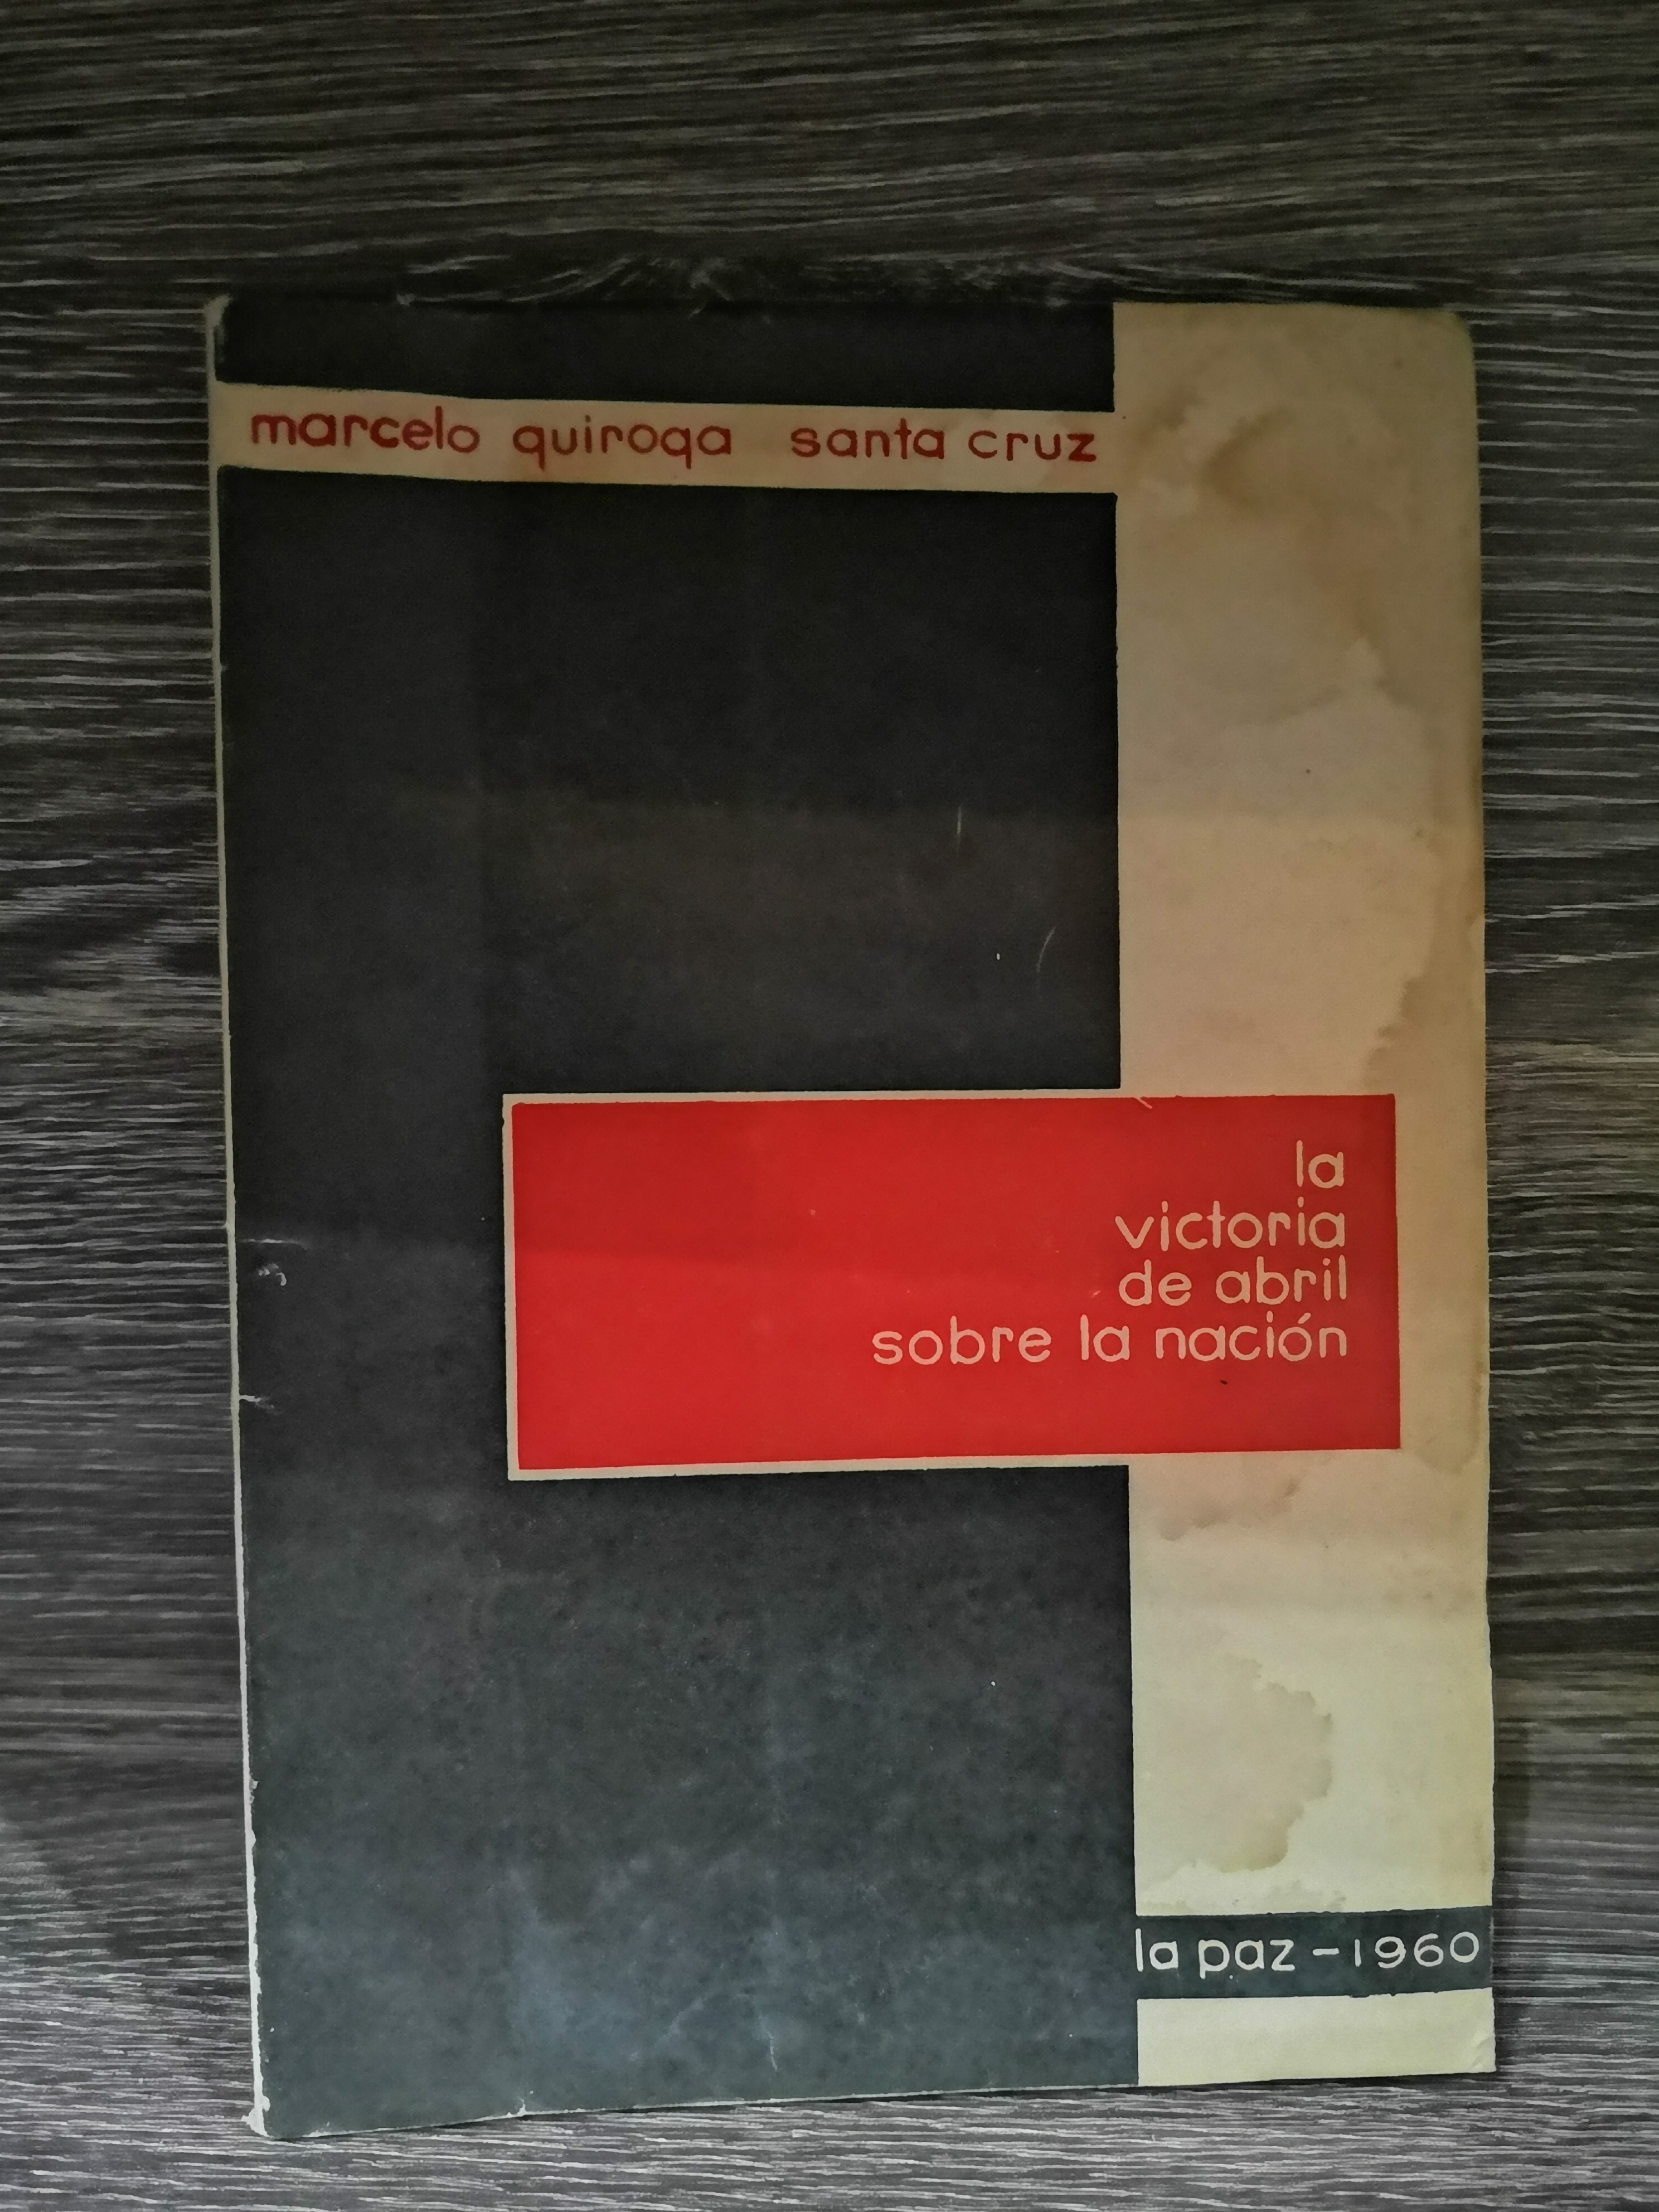 marcelo quiroga santa cruz
la
victoria
de abril
sobre la nación
la paz - 1960